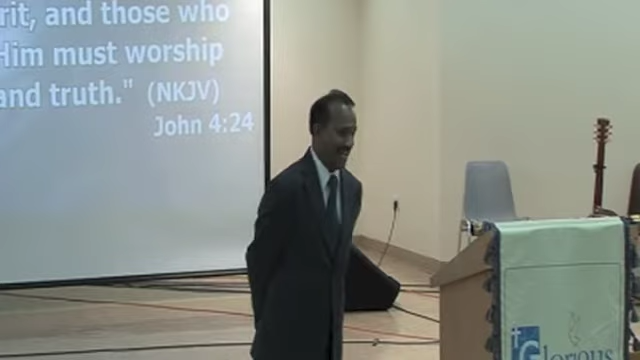 rit, and those who
Him must worship
and truth." (NKJV)
John 4:24
Glorious